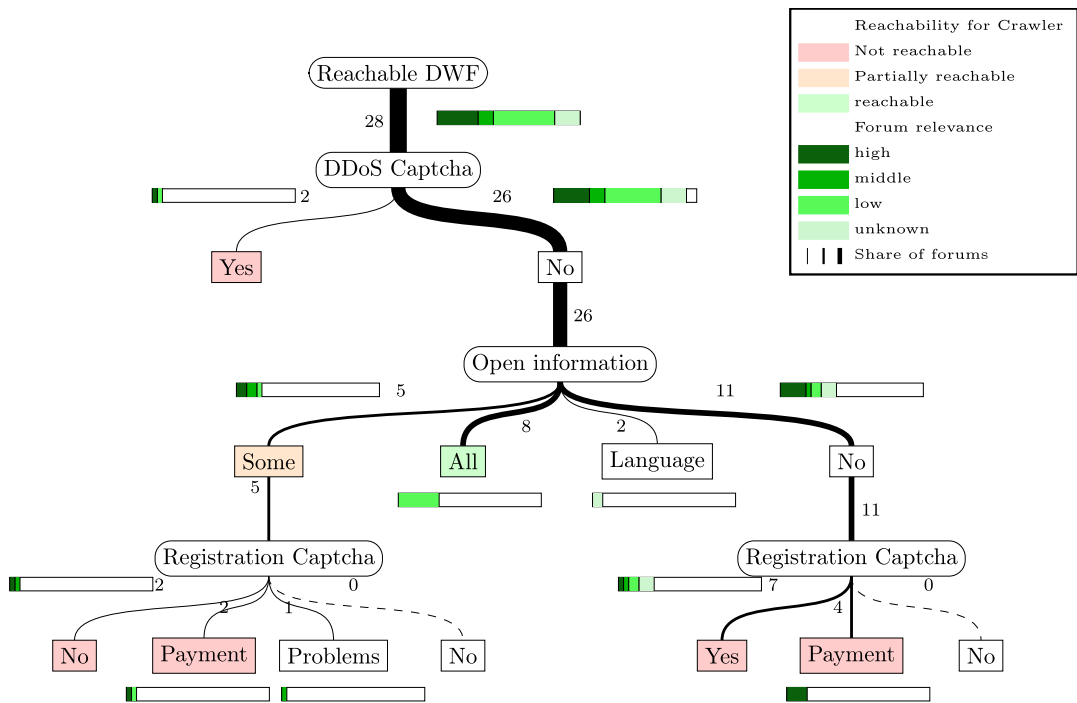 Reachability for Crawler
Not reachable
Partially reachable
reachable
Forum relevance
high
middle
low
unknown
Share of forums
Reachable DWF
28
DDoS Captcha
2
26
Yes
No
26
Open information
5
8
2
11
Some
All
Language
No
5
11
Registration Captcha
Registration Captcha
2
2
1
0
7
4
0
No
Payment
Problems
No
Yes
Payment
No